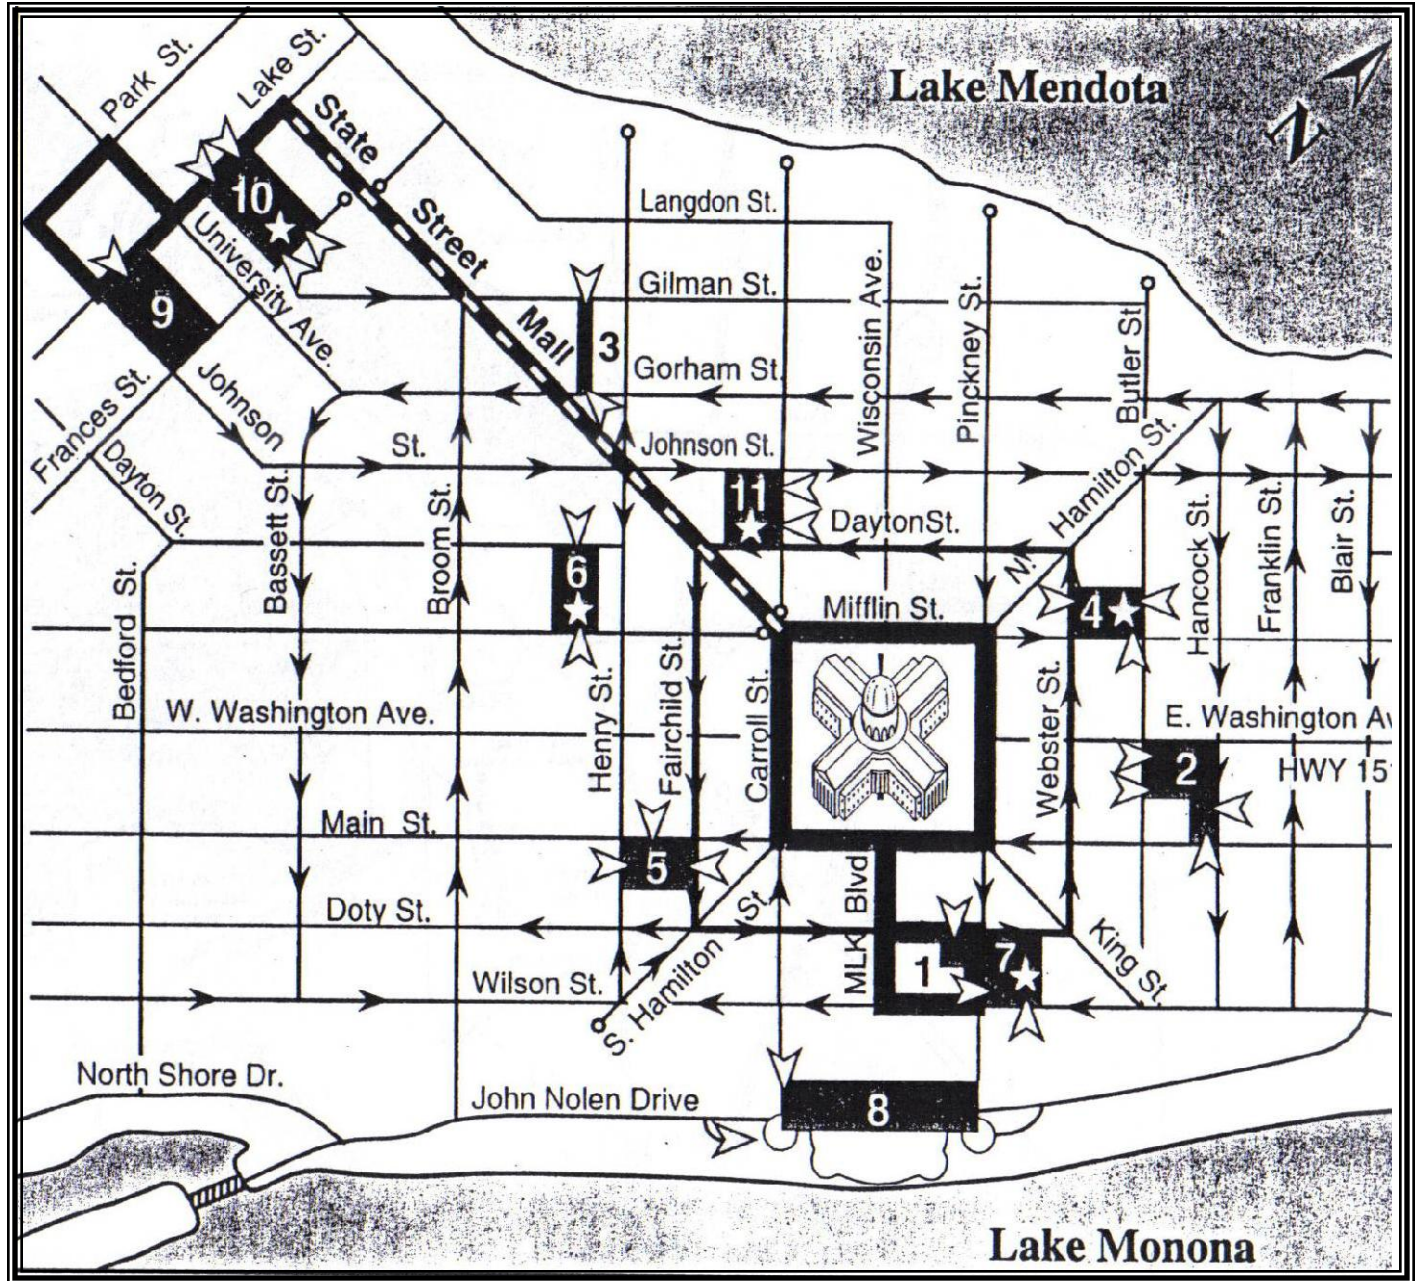 Park St.
Lake St.
State
Street
Mall
Lake Mendota
N
10
Langdon St.
University Ave.
9
Gilman St.
3
Gorham St.
Wisconsin Ave.
Pinckney St.
Butler St
Johnson
St.
Johnson St.
Frances St.
Dayton St.
Bassett St.
Broom St.
11
DaytonSt.
N.
Hamilton St.
Hancock St.
Franklin St.
Blair St.
6
Mifflin St.
4
Bedford St.
W. Washington Ave.
Henry St.
Fairchild St.
Carroll St.
Webster St.
E. Washington Av
2
HWY 151
Main St.
5
MLK Blvd
Doty St.
1
7
King St.
Wilson St.
S. Hamilton St.
North Shore Dr.
John Nolen Drive
8
Lake Monona